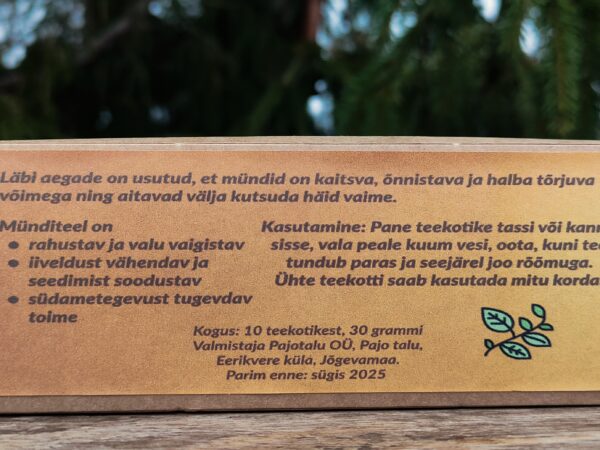 Läbi aegade on usutud, et mündid on kaitsva, õnnistava ja halba tõrjuva
võimega ning aitavad välja kutsuda häid vaime.
Münditeel on
• rahustav ja valu vaigistav
• iiveldust vähendav ja
seedimist soodustav
• südametegevust tugevdav
toime
Kasutamine: Pane teekotike tassi või kann
sisse, vala peale kuum vesi, oota, kuni tee
tundub paras ja seejärel joo rõõmuga.
Ühte teekotti saab kasutada mitu korda
Kogus: 10 teekotikest, 30 grammi
Valmistaja Pajotalu OÜ, Pajo talu,
Eerikvere küla, Jõgevamaa.
Parim enne: sügis 2025